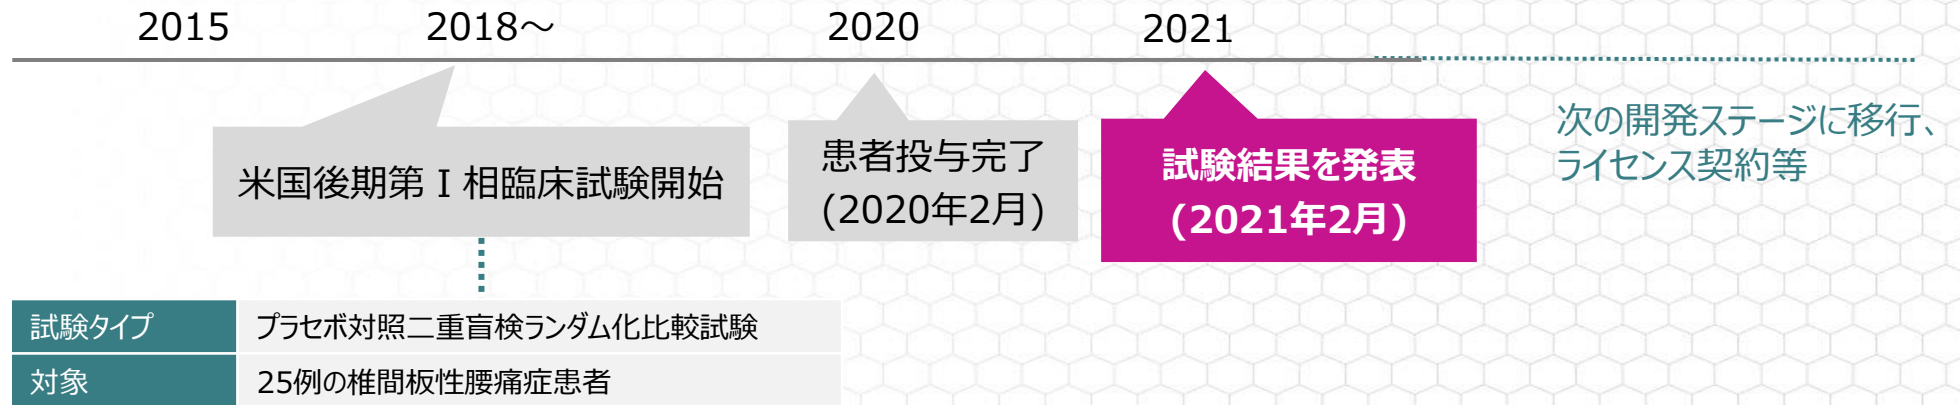 2015
2018～
2020
2021
米国後期第Ⅰ相臨床試験開始
患者投与完了
(2020年2月)
試験結果を発表
(2021年2月)
次の開発ステージに移行、
ライセンス契約等
試験タイプ
プラセボ対照二重盲検ランダム化比較試験
対象
25例の椎間板性腰痛症患者